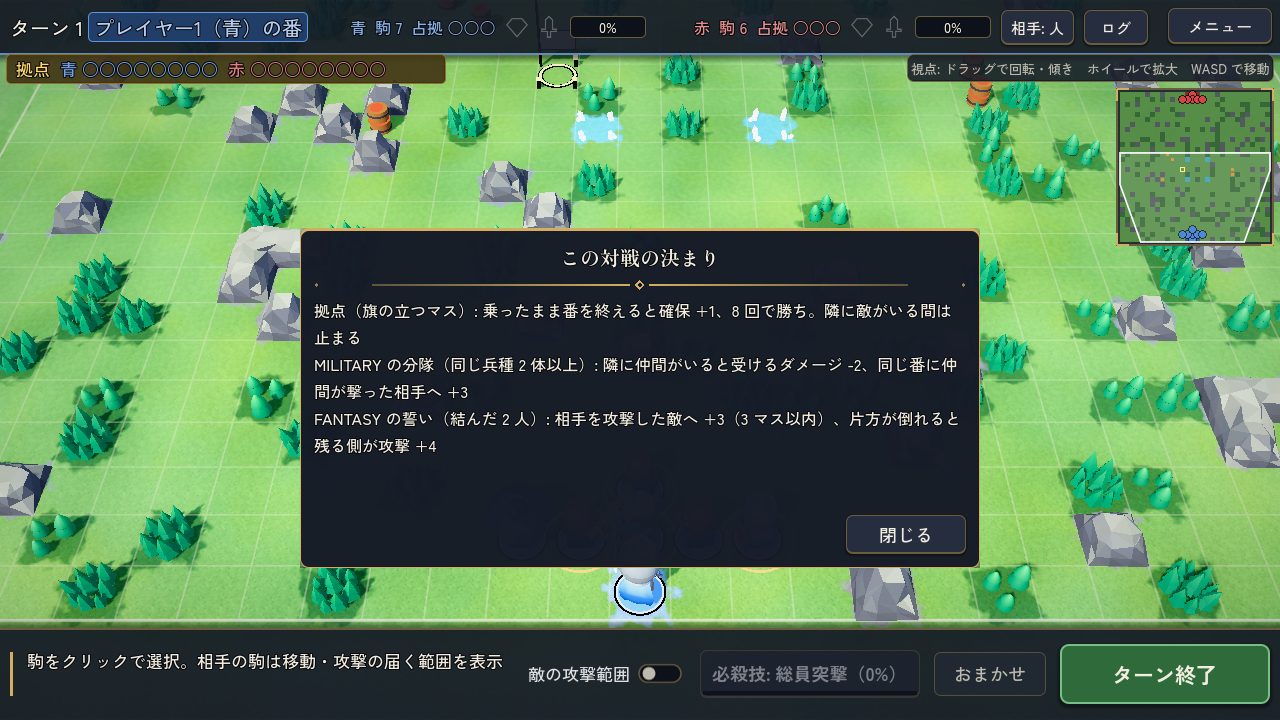 ターン 1 プレイヤー1（青）の番 青 駒 7 占拠 ○○○ 0% 赤 駒 6 占拠 ○○○ 0% 相手: 人 ログ メニュー
拠点 青 ○○○○○○○○ 赤 ○○○○○○○○
視点: ドラッグで回転・傾き ホイールで拡大 WASD で移動
この対戦の決まり
拠点（旗の立つマス）: 乗ったまま番を終えると確保 +1、8 回で勝ち。隣に敵がいる間は
止まる
MILITARY の分隊（同じ兵種 2 体以上）: 隣に仲間がいると受けるダメージ -2、同じ番に仲
間が撃った相手へ +3
FANTASY の誓い（結んだ 2 人）: 相手を攻撃した敵へ +3（3 マス以内）、片方が倒れると
残る側が攻撃 +4
閉じる
駒をクリックで選択。相手の駒は移動・攻撃の届く範囲を表示
敵の攻撃範囲
必殺技: 総員突撃（0%）
おまかせ
ターン終了